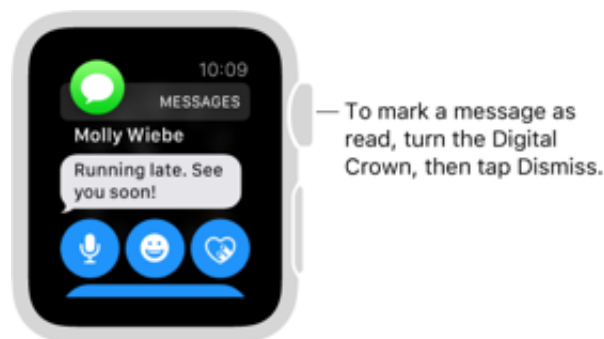 10:09
MESSAGES
Molly Wiebe
Running late. See
you soon!
To mark a message as
read, turn the Digital
Crown, then tap Dismiss.